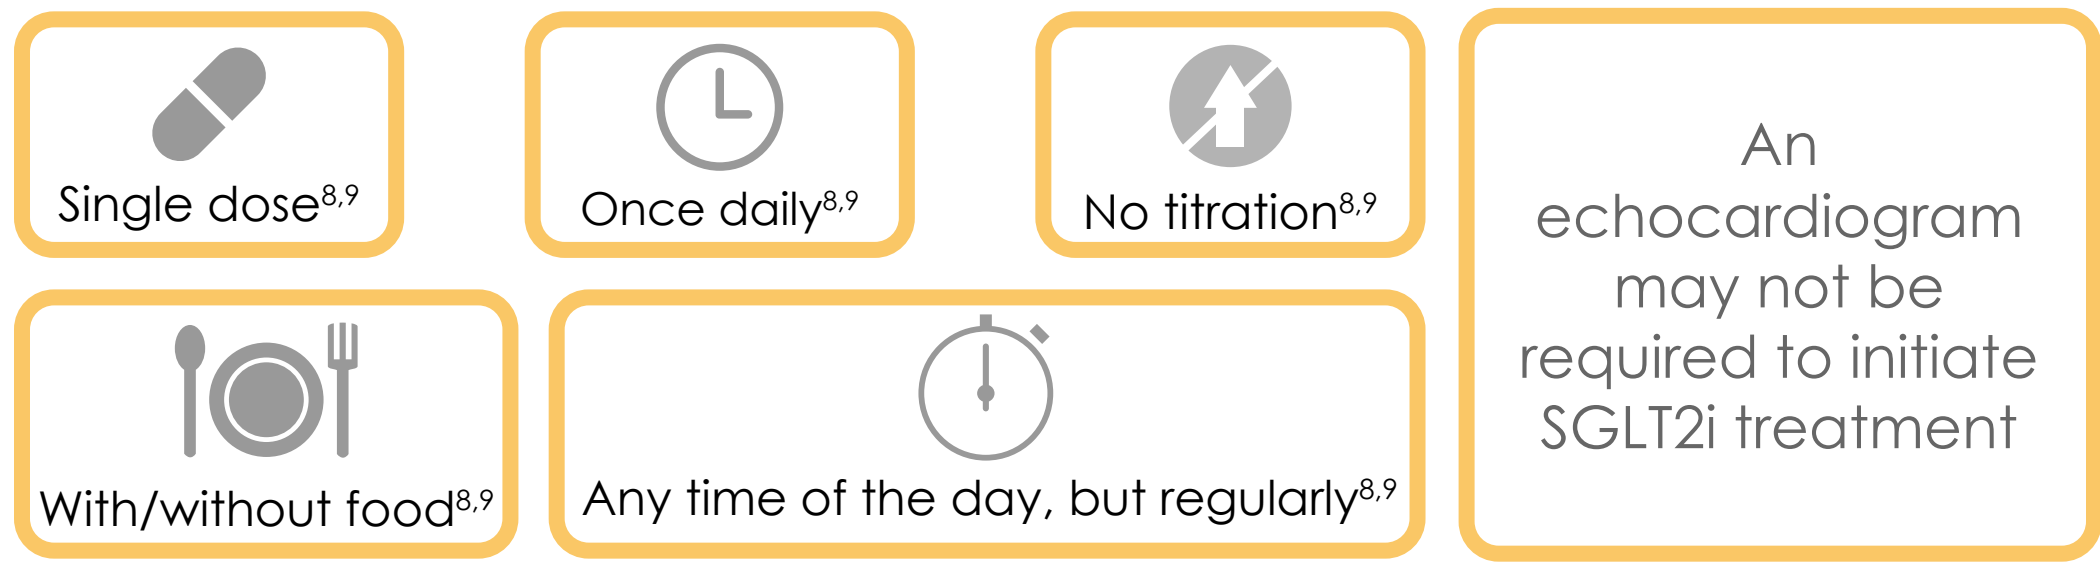 Single dose8,9
Once daily8,9
No titration8,9
With/without food8,9
Any time of the day, but regularly8,9
An
echocardiogram
may not be
required to initiate
SGLT2i treatment